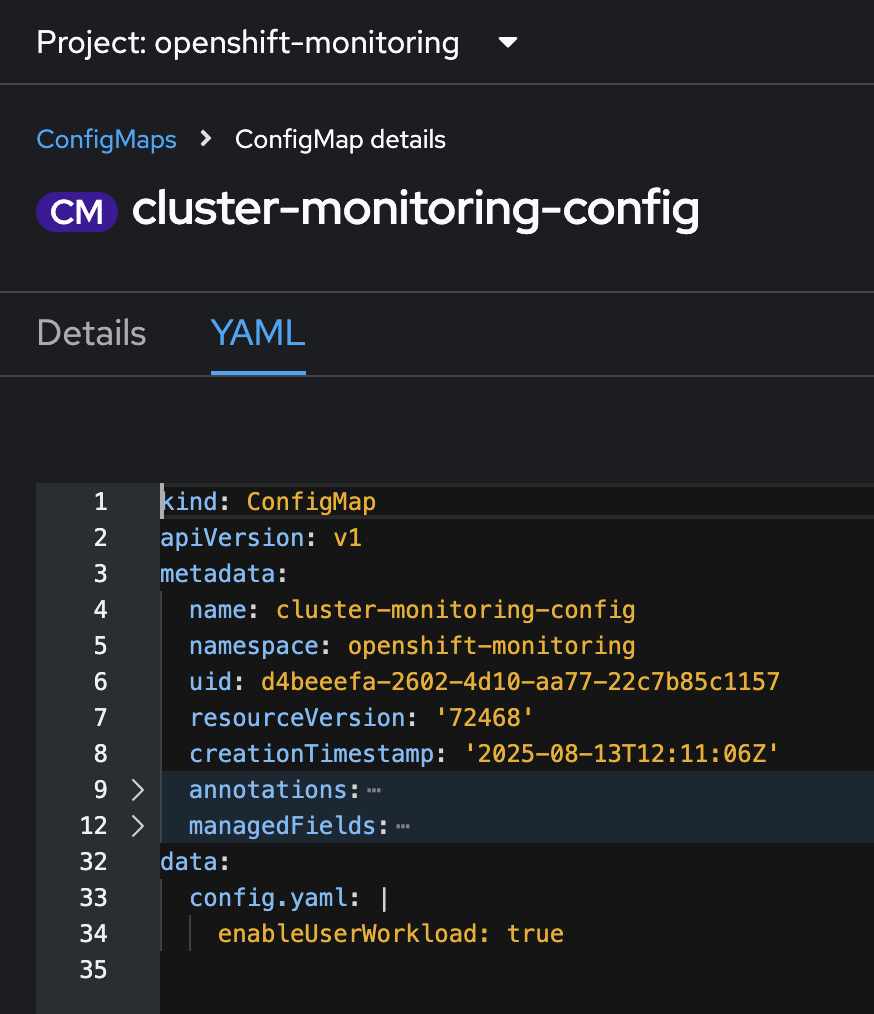 Project: openshift-monitoring
ConfigMaps > ConfigMap details
CM cluster-monitoring-config
Details YAML
1 kind: ConfigMap
2 apiVersion: v1
3 metadata:
4   name: cluster-monitoring-config
5   namespace: openshift-monitoring
6   uid: d4beeefa-2602-4d10-aa77-22c7b85c1157
7   resourceVersion: '72468'
8   creationTimestamp: '2025-08-13T12:11:06Z'
9 > annotations:⋯
12 > managedFields:⋯
32 data:
33   config.yaml: |
34     enableUserWorkload: true
35